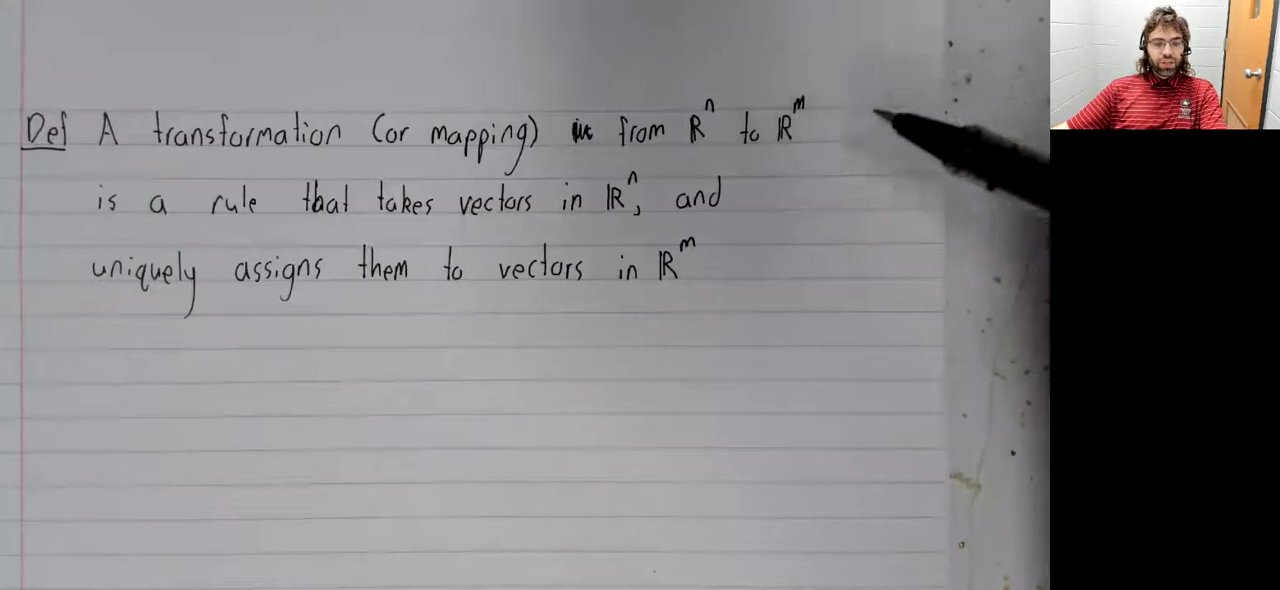 Def A transformation (or mapping) from ℝⁿ to ℝᵐ
is a rule that takes vectors in ℝⁿ, and
uniquely assigns them to vectors in ℝᵐ